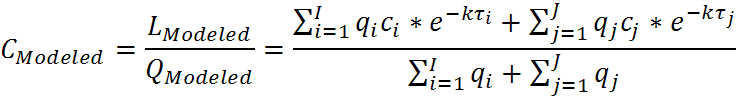 C_{Modeled} = \frac{L_{Modeled}}{Q_{Modeled}} = \frac{\sum_{i=1}^{I} q_i c_i * e^{-k\tau_i} + \sum_{j=1}^{J} q_j c_j * e^{-k\tau_j}}{\sum_{i=1}^{I} q_i + \sum_{j=1}^{J} q_j}